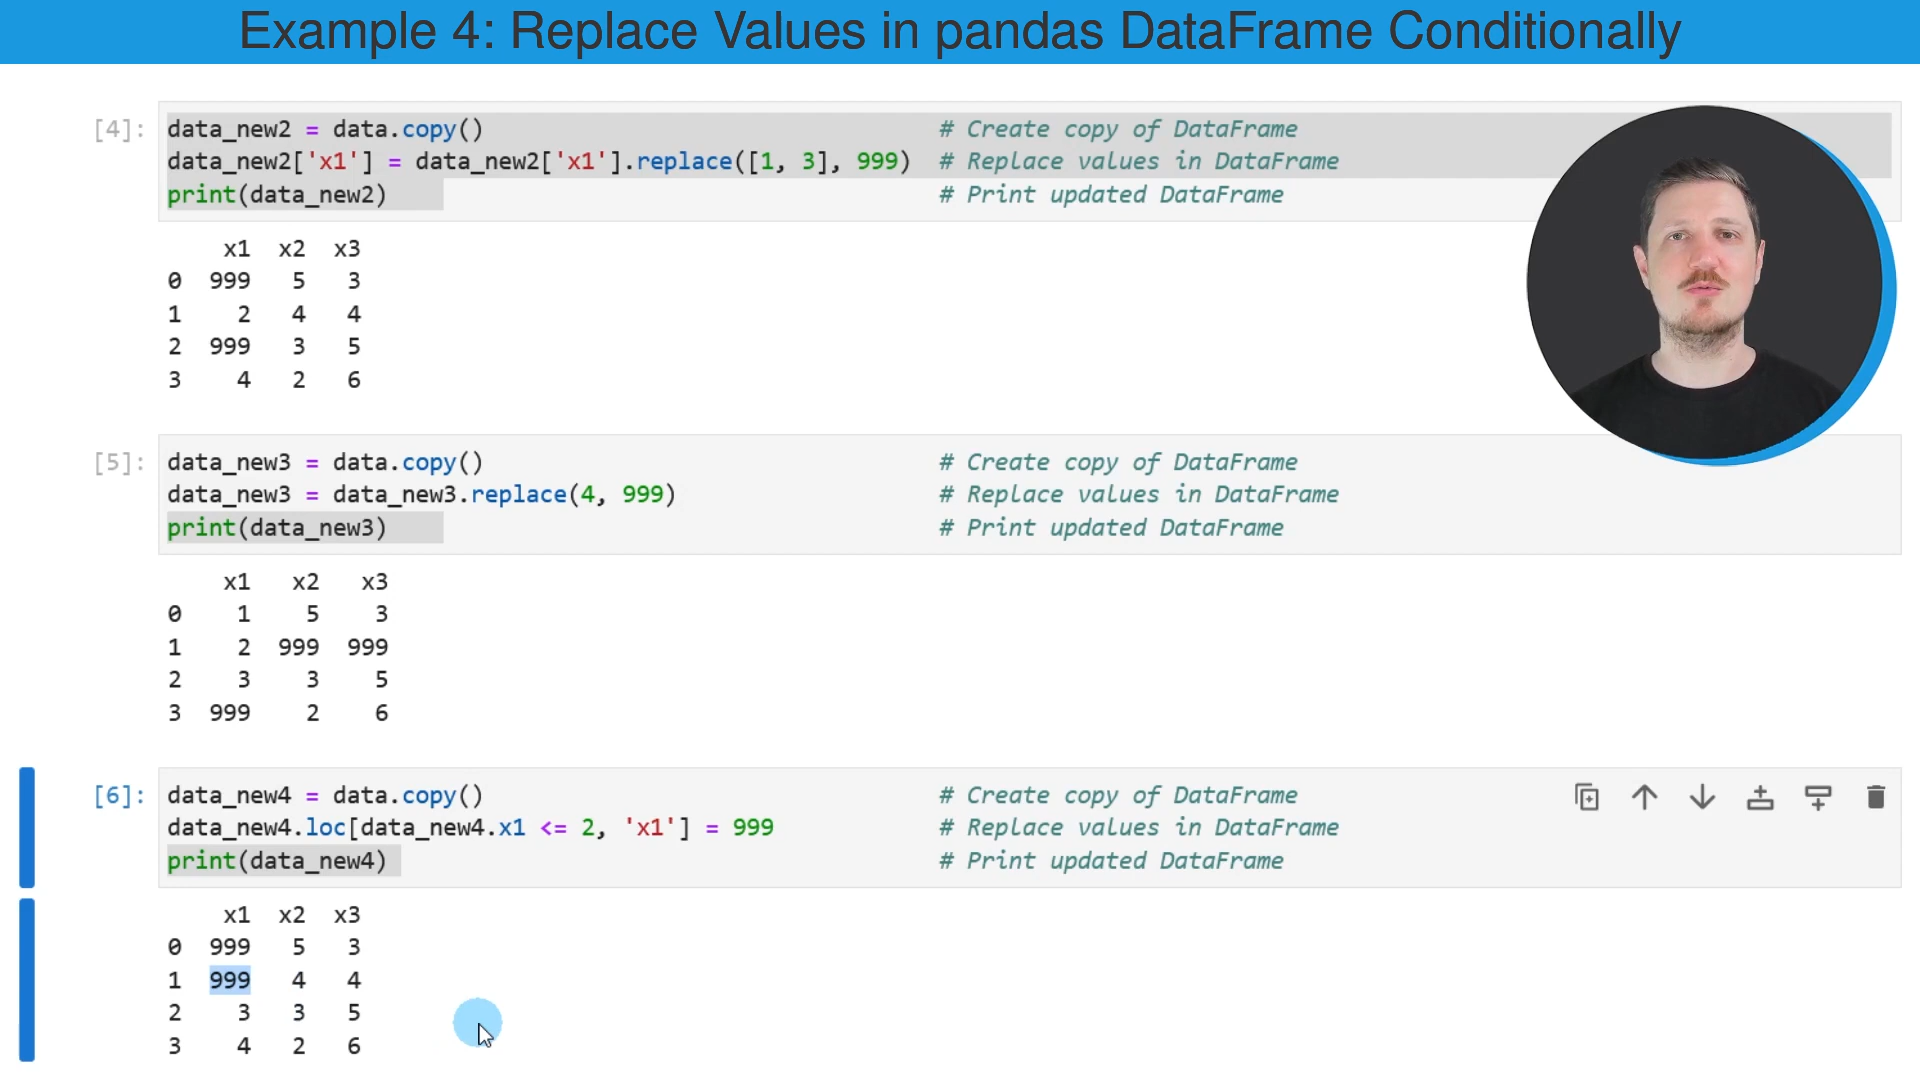 Example 4: Replace Values in pandas DataFrame Conditionally
[4]: data_new2 = data.copy() # Create copy of DataFrame
data_new2['x1'] = data_new2['x1'].replace([1, 3], 999) # Replace values in DataFrame
print(data_new2) # Print updated DataFrame
x1 x2 x3
0 999 5 3
1 2 4 4
2 999 3 5
3 4 2 6
[5]: data_new3 = data.copy() # Create copy of DataFrame
data_new3 = data_new3.replace(4, 999) # Replace values in DataFrame
print(data_new3) # Print updated DataFrame
x1 x2 x3
0 1 5 3
1 2 999 999
2 3 3 5
3 999 2 6
[6]: data_new4 = data.copy() # Create copy of DataFrame
data_new4.loc[data_new4.x1 <= 2, 'x1'] = 999 # Replace values in DataFrame
print(data_new4) # Print updated DataFrame
x1 x2 x3
0 999 5 3
1 999 4 4
2 3 3 5
3 4 2 6